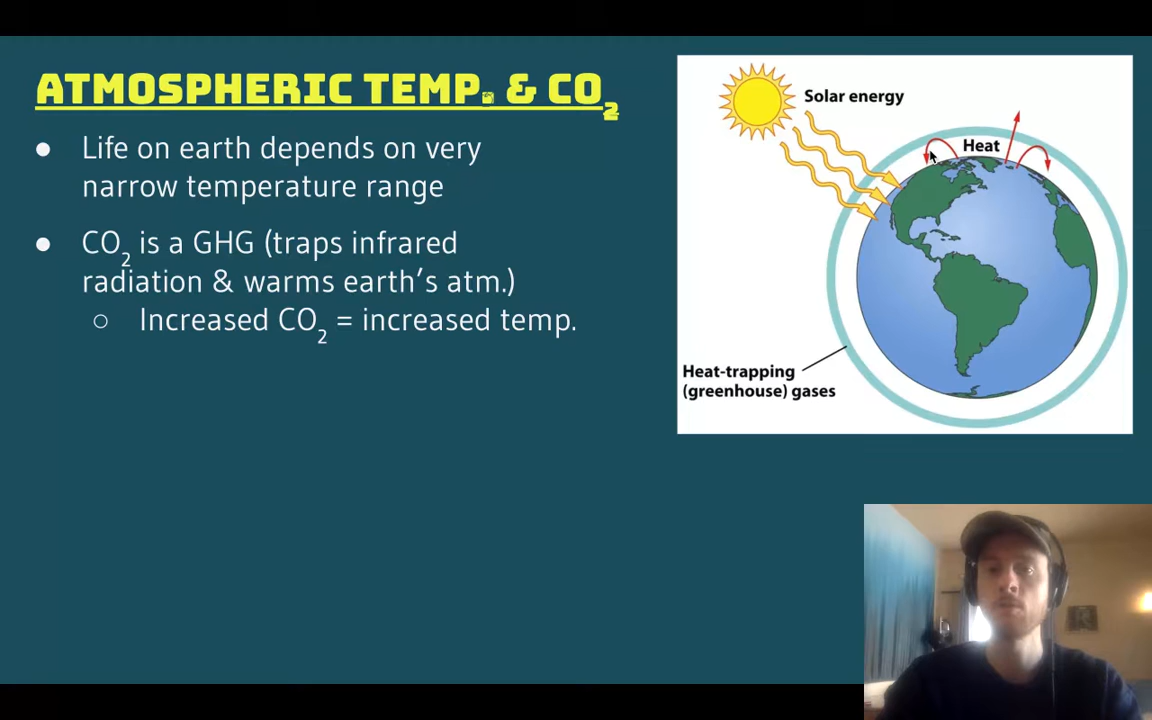 ATMOSPHERIC TEMP. & CO₂
● Life on earth depends on very
narrow temperature range
● CO₂ is a GHG (traps infrared
radiation & warms earth’s atm.)
○ Increased CO₂ = increased temp.
Solar energy
Heat
Heat-trapping
(greenhouse) gases